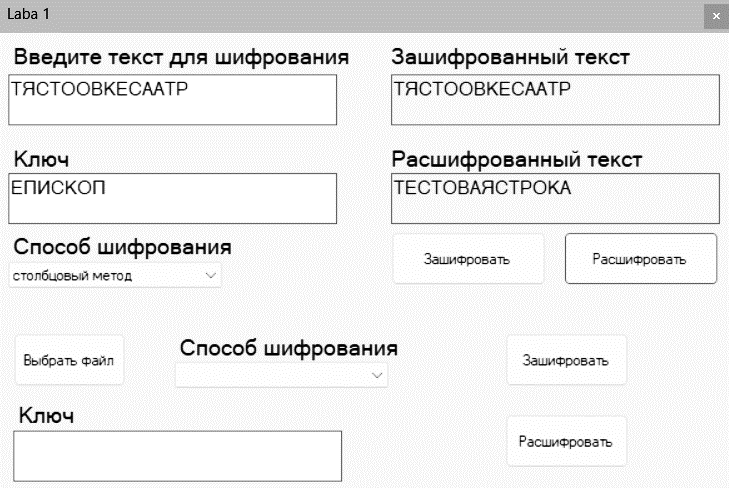 Laba 1
Введите текст для шифрования
Зашифрованный текст
ТЯСТООВКЕСААТР
ТЯСТООВКЕСААТР
Ключ
Расшифрованный текст
ЕПИСКОП
ТЕСТОВАЯСТРОКА
Способ шифрования
столбцовый метод
Зашифровать
Расшифровать
Выбрать файл
Способ шифрования
Зашифровать
Ключ
Расшифровать